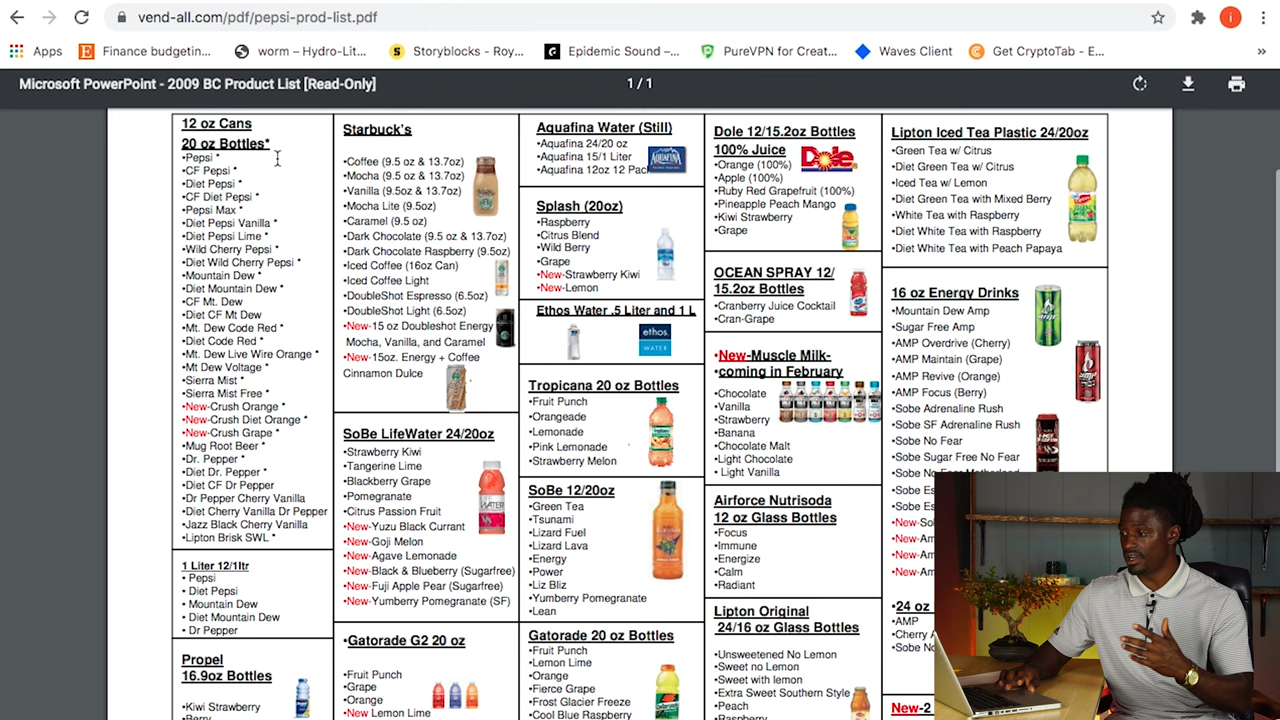 vend-all.com/pdf/pepsi-prod-list.pdf
i
Apps
Finance budgetin...
worm – Hydro-Lit...
Storyblocks - Roy...
Epidemic Sound –...
PureVPN for Creat...
Waves Client
Get CryptoTab - E...
»
Microsoft PowerPoint - 2009 BC Product List [Read-Only]
1 / 1
12 oz Cans
20 oz Bottles*
•Pepsi *
•CF Pepsi *
•Diet Pepsi *
•CF Diet Pepsi *
•Pepsi Max *
•Diet Pepsi Vanilla *
•Diet Pepsi Lime *
•Wild Cherry Pepsi *
•Diet Wild Cherry Pepsi *
•Mountain Dew *
•Diet Mountain Dew *
•CF Mt. Dew
•Diet CF Mt Dew
•Mt. Dew Code Red *
•Diet Code Red *
•Mt. Dew Live Wire Orange *
•Mt Dew Voltage *
•Sierra Mist *
•Sierra Mist Free *
•New-Crush Orange *
•New-Crush Diet Orange *
•New-Crush Grape *
•Mug Root Beer *
•Dr. Pepper *
•Diet Dr. Pepper *
•Diet CF Dr Pepper
•Dr Pepper Cherry Vanilla
•Diet Cherry Vanilla Dr Pepper
•Jazz Black Cherry Vanilla
•Lipton Brisk SWL *
1 Liter 12/1ltr
• Pepsi
• Diet Pepsi
• Mountain Dew
• Diet Mountain Dew
• Dr Pepper
Propel
16.9oz Bottles
•Kiwi Strawberry
•Berry
Starbuck's
•Coffee (9.5 oz & 13.7oz)
•Mocha (9.5 oz & 13.7oz)
•Vanilla (9.5oz & 13.7oz)
•Mocha Lite (9.5oz)
•Caramel (9.5 oz)
•Dark Chocolate (9.5 oz & 13.7oz)
•Dark Chocolate Raspberry (9.5oz)
•Iced Coffee (16oz Can)
•Iced Coffee Light
•DoubleShot Espresso (6.5oz)
•DoubleShot Light (6.5oz)
•New-15 oz Doubleshot Energy
Mocha, Vanilla, and Caramel
•New-15oz. Energy + Coffee
Cinnamon Dulce
SoBe LifeWater 24/20oz
•Strawberry Kiwi
•Tangerine Lime
•Blackberry Grape
•Pomegranate
•Citrus Passion Fruit
•New-Yuzu Black Currant
•New-Goji Melon
•New-Agave Lemonade
•New-Black & Blueberry (Sugarfree)
•New-Fuji Apple Pear (Sugarfree)
•New-Yumberry Pomegranate (SF)
•Gatorade G2 20 oz
•Fruit Punch
•Grape
•Orange
•New Lemon Lime
Aquafina Water (Still)
•Aquafina 24/20 oz
•Aquafina 15/1 Liter
•Aquafina 12oz 12 Pack
AQUAFINA
Splash (20oz)
•Raspberry
•Citrus Blend
•Wild Berry
•Grape
•New-Strawberry Kiwi
•New-Lemon
Ethos Water .5 Liter and 1 L
ethos
WATER
Tropicana 20 oz Bottles
•Fruit Punch
•Orangeade
•Lemonade
•Pink Lemonade
•Strawberry Melon
SoBe 12/20oz
•Green Tea
•Tsunami
•Lizard Fuel
•Lizard Lava
•Energy
•Power
•Liz Bliz
•Yumberry Pomegranate
•Lean
Gatorade 20 oz Bottles
•Fruit Punch
•Lemon Lime
•Orange
•Fierce Grape
•Frost Glacier Freeze
•Cool Blue Raspberry
Dole 12/15.2oz Bottles
100% Juice
Dole
•Orange (100%)
•Apple (100%)
•Ruby Red Grapefruit (100%)
•Pineapple Peach Mango
•Kiwi Strawberry
•Grape
OCEAN SPRAY 12/
15.2oz Bottles
•Cranberry Juice Cocktail
•Cran-Grape
•New-Muscle Milk-
•coming in February
•Chocolate
•Vanilla
•Strawberry
•Banana
•Chocolate Malt
•Light Chocolate
• Light Vanilla
Airforce Nutrisoda
12 oz Glass Bottles
•Focus
•Immune
•Energize
•Calm
•Radiant
Lipton Original
24/16 oz Glass Bottles
•Unsweetened No Lemon
•Sweet no Lemon
•Sweet with lemon
•Extra Sweet Southern Style
•Peach
•Raspberry
Lipton Iced Tea Plastic 24/20oz
•Green Tea w/ Citrus
•Diet Green Tea w/ Citrus
•Iced Tea w/ Lemon
•Diet Green Tea with Mixed Berry
•White Tea with Raspberry
•Diet White Tea with Raspberry
•Diet White Tea with Peach Papaya
16 oz Energy Drinks
•Mountain Dew Amp
•Sugar Free Amp
•AMP Overdrive (Cherry)
•AMP Maintain (Grape)
•AMP Revive (Orange)
•AMP Focus (Berry)
•Sobe Adrenaline Rush
•Sobe SF Adrenaline Rush
•Sobe No Fear
•Sobe Sugar Free No Fear
•Sobe
•Sobe
•Sobe
•New-
•New-
•New-
•New-
•24 oz
•AMP
•Cherry
•Sobe
New-2